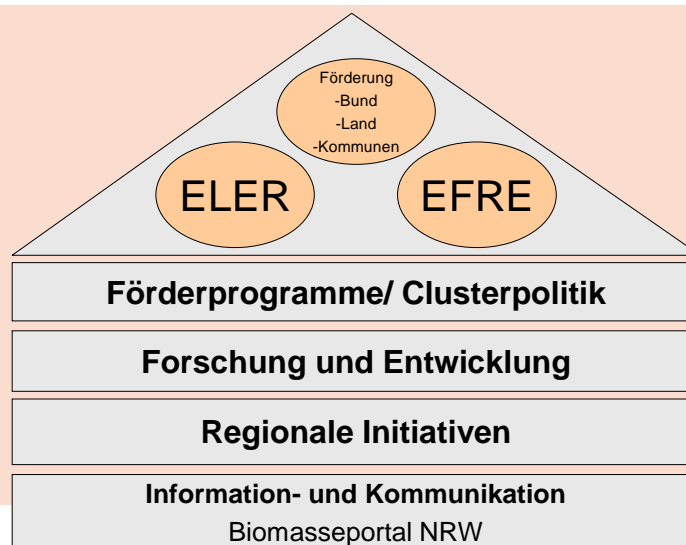 Förderung
-Bund
-Land
-Kommunen
ELER
EFRE
Förderprogramme/ Clusterpolitik
Forschung und Entwicklung
Regionale Initiativen
Information- und Kommunikation
Biomasseportal NRW